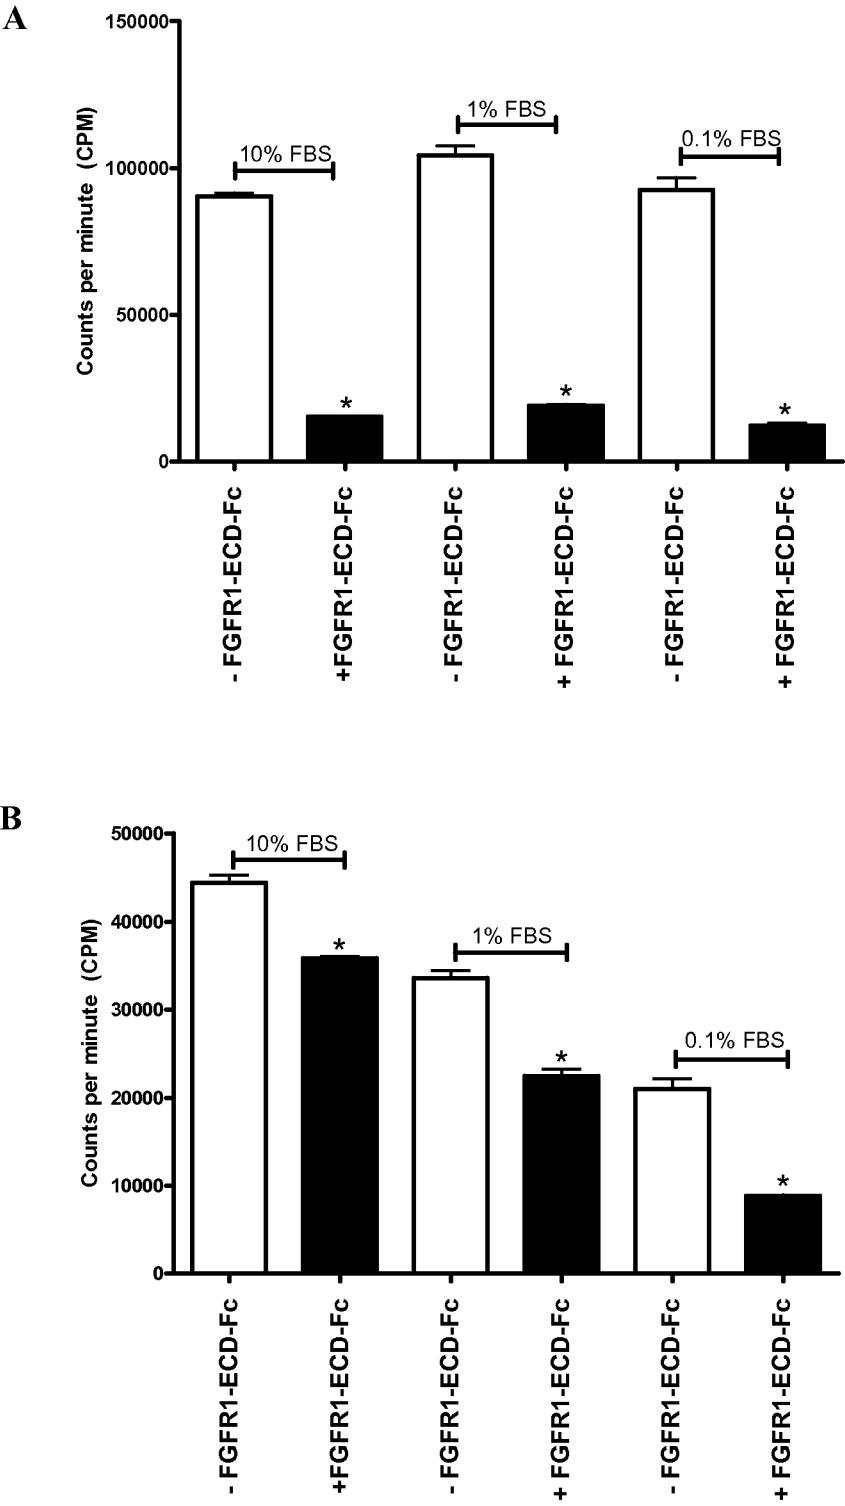 A
150000
100000
50000
0
Counts per minute (CPM)
10% FBS
1% FBS
0.1% FBS
*
*
*
- FGFR1-ECD-Fc
+FGFR1-ECD-Fc
- FGFR1-ECD-Fc
+ FGFR1-ECD-Fc
- FGFR1-ECD-Fc
+ FGFR1-ECD-Fc
B
50000
40000
30000
20000
10000
0
Counts per minute (CPM)
10% FBS
1% FBS
0.1% FBS
*
*
*
- FGFR1-ECD-Fc
+FGFR1-ECD-Fc
- FGFR1-ECD-Fc
+ FGFR1-ECD-Fc
- FGFR1-ECD-Fc
+ FGFR1-ECD-Fc